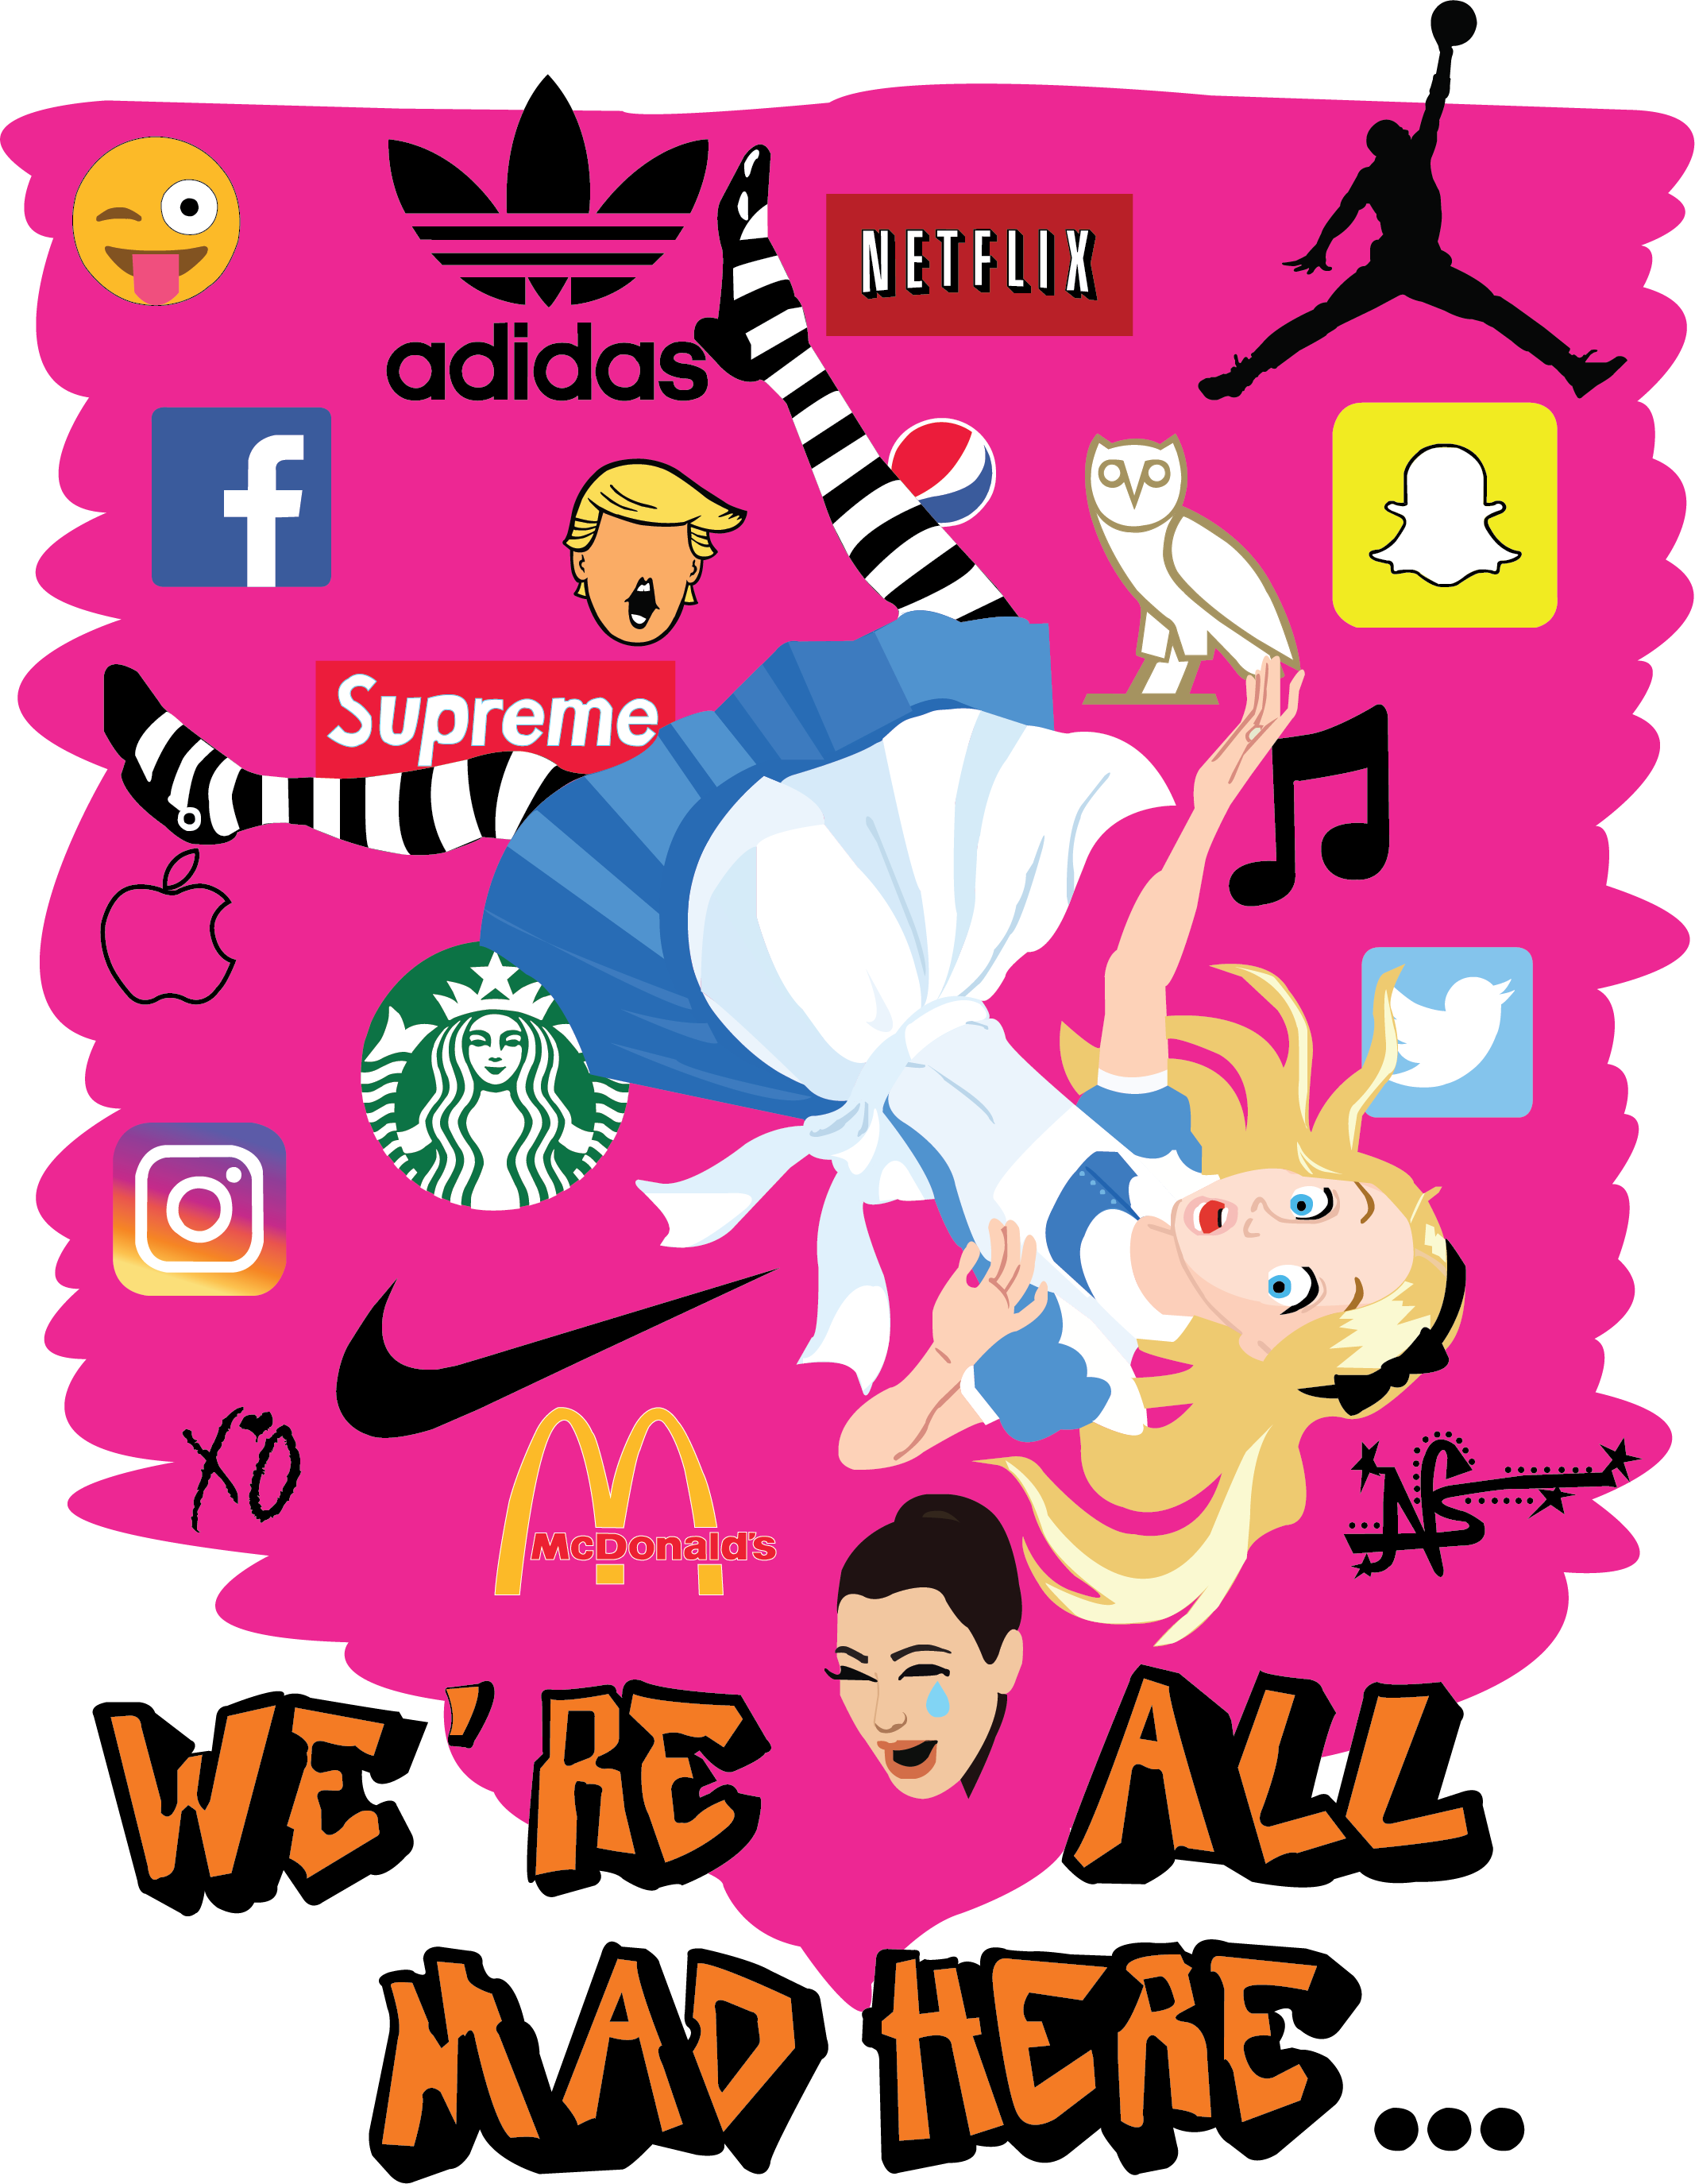 adidas
NETFLIX
f
Supreme
XO
McDonald's
WE'RE ALL
MAD HERE...